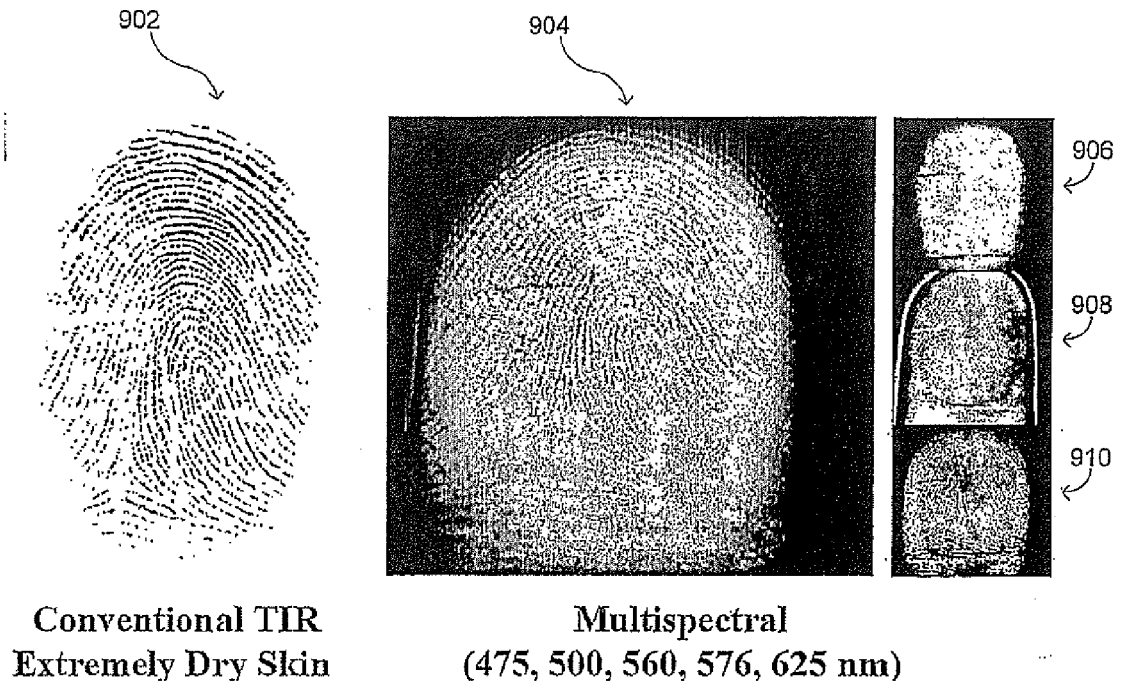 902
904
906
908
910
Conventional TIR
Extremely Dry Skin
Multispectral
(475, 500, 560, 576, 625 nm)